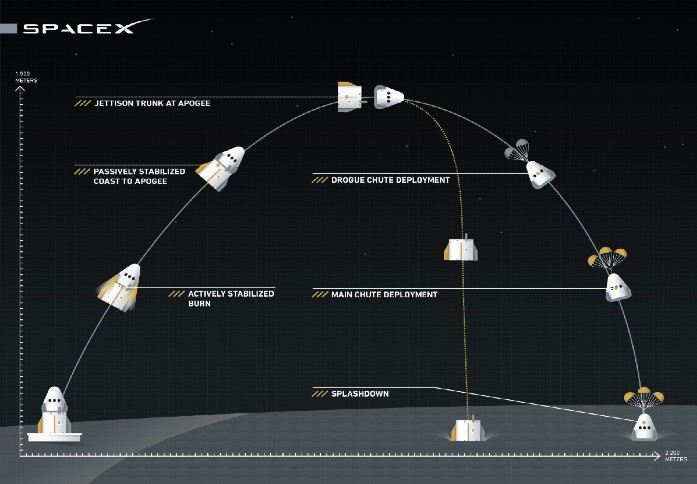 SPACEX
1,500
METERS
JETTISON TRUNK AT APOGEE
PASSIVELY STABILIZED
COAST TO APOGEE
DROGUE CHUTE DEPLOYMENT
ACTIVELY STABILIZED
BURN
MAIN CHUTE DEPLOYMENT
SPLASHDOWN
2,200
METERS